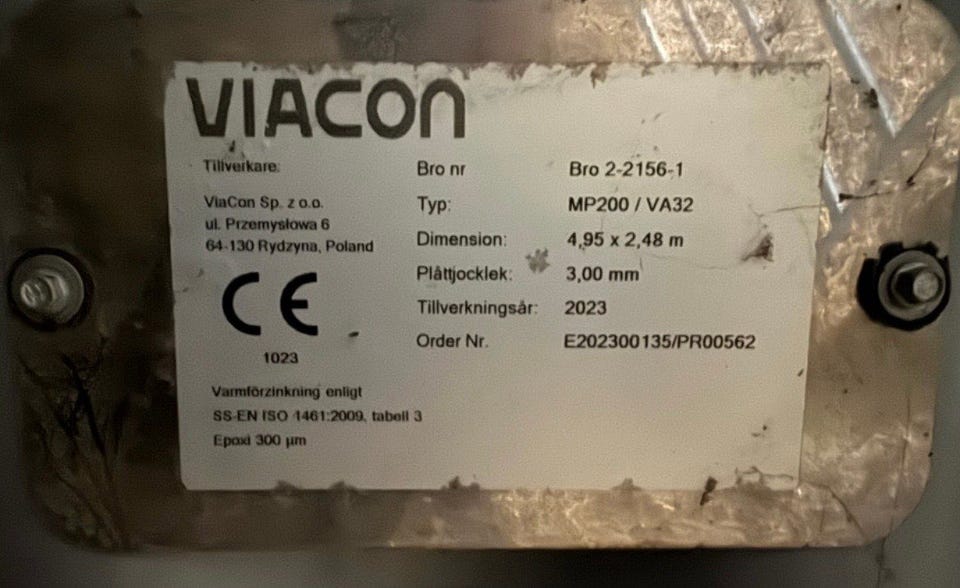 VIACON
Tillverkare:
ViaCon Sp. z o.o.
ul. Przemysłowa 6
64-130 Rydzyna, Poland
CE
1023
Bro nr Bro 2-2156-1
Typ: MP200 / VA32
Dimension: 4,95 x 2,48 m
Plåttjocklek: 3,00 mm
Tillverkningsår: 2023
Order Nr. E202300135/PR00562
Varmförzinkning enligt
SS-EN ISO 1461:2009, tabell 3
Epoxi 300 µm